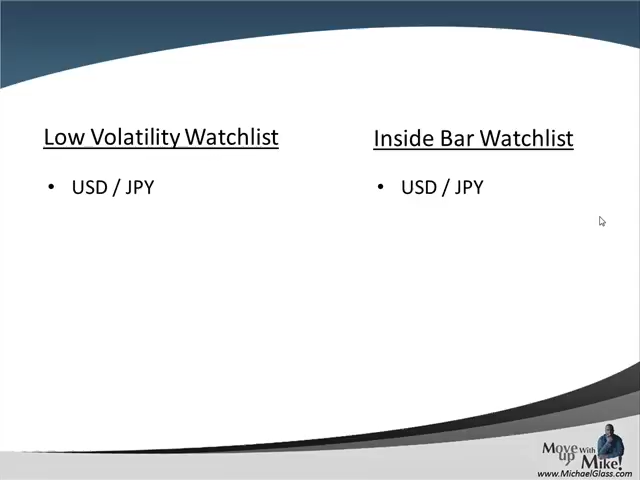 Low Volatility Watchlist
• USD / JPY
Inside Bar Watchlist
• USD / JPY
Move up With Mike!
www.MichaelGlass.com